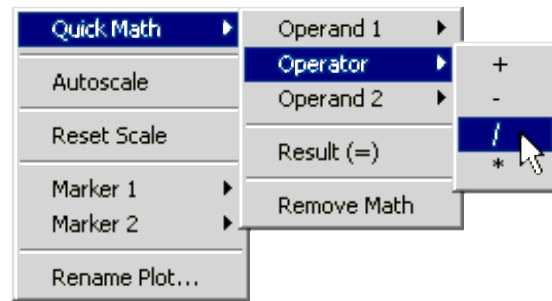 Quick Math
Autoscale
Reset Scale
Marker 1
Marker 2
Rename Plot...
Operand 1
Operator
Operand 2
Result (=)
Remove Math
+
-
/
*